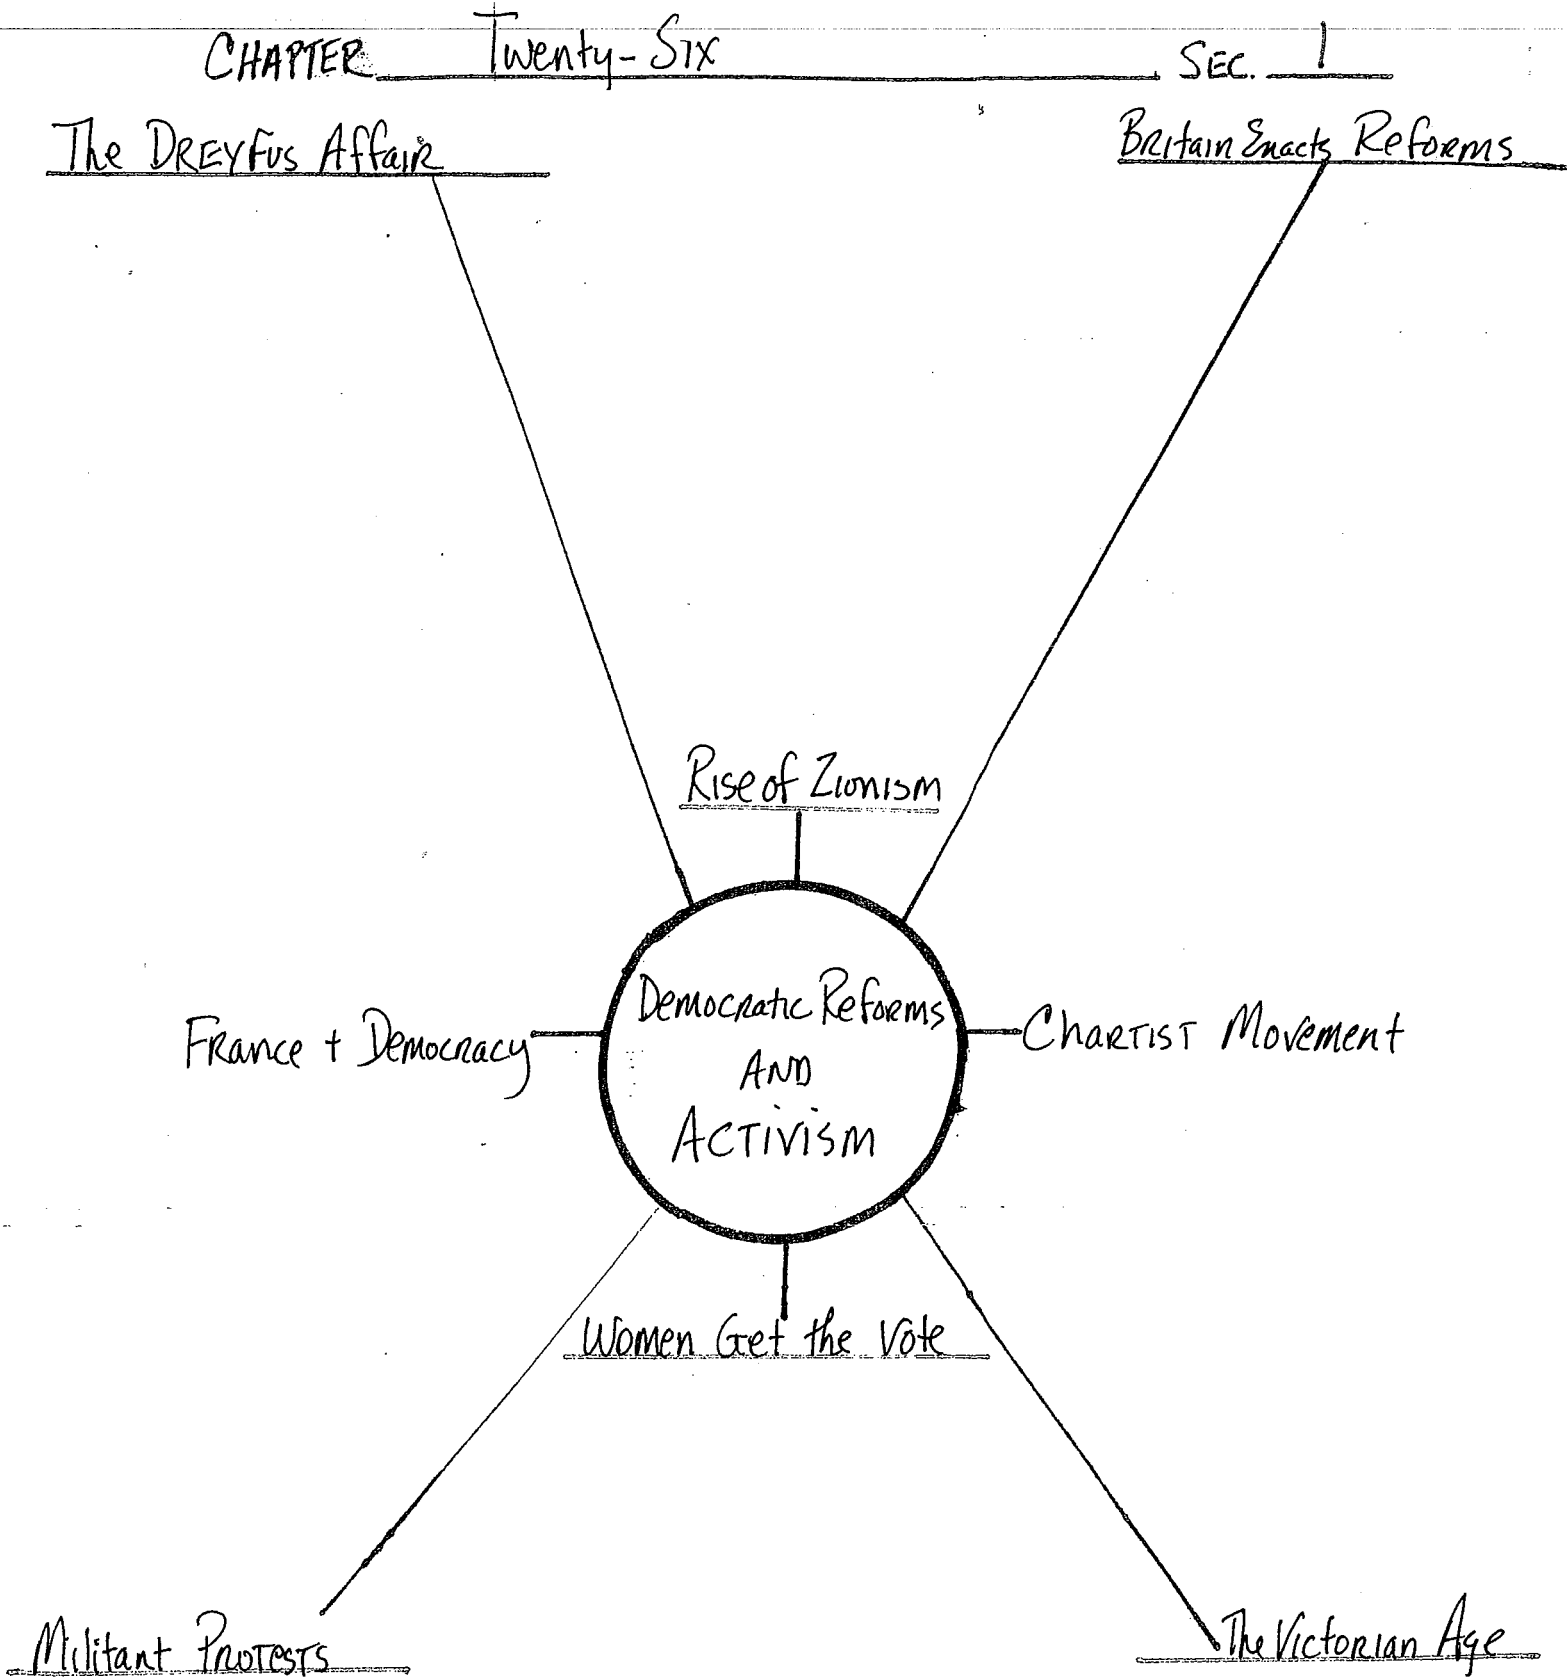 CHAPTER Twenty-Six SEC. 1
The DREYFUS Affair
Britain Enacts Reforms
Rise of Zionism
Democratic Reforms
AND
ACTIVISM
France + Democracy
CHARTIST Movement
Women Get the Vote
Militant Protests
The Victorian Age